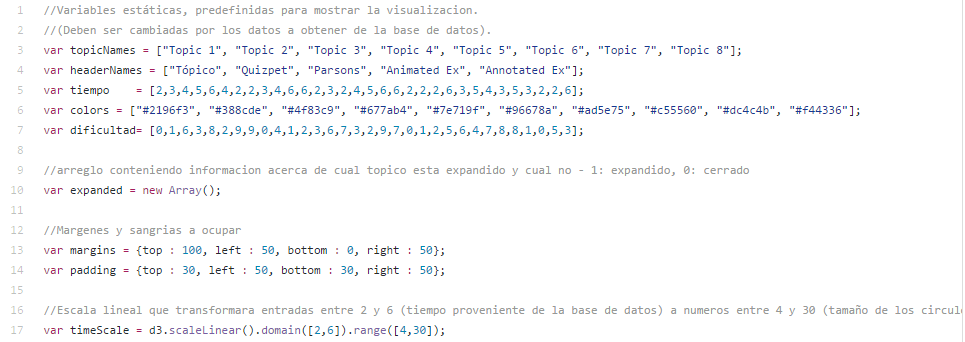 1 //Variables estáticas, predefinidas para mostrar la visualizacion.
2 //(Deben ser cambiadas por los datos a obtener de la base de datos).
3 var topicNames = ["Topic 1", "Topic 2", "Topic 3", "Topic 4", "Topic 5", "Topic 6", "Topic 7", "Topic 8"];
4 var headerNames = ["Tópico", "Quizpet", "Parsons", "Animated Ex", "Annotated Ex"];
5 var tiempo    = [2,3,4,5,6,4,2,2,3,4,6,6,2,3,2,4,5,6,6,2,2,2,6,3,5,4,3,5,3,2,2,6];
6 var colors = ["#2196f3", "#388cde", "#4f83c9", "#677ab4", "#7e719f", "#96678a", "#ad5e75", "#c55560", "#dc4c4b", "#f44336"];
7 var dificultad= [0,1,6,3,8,2,9,9,0,4,1,2,3,6,7,3,2,9,7,0,1,2,5,6,4,7,8,8,1,0,5,3];
8
9 //arreglo conteniendo informacion acerca de cual topico esta expandido y cual no - 1: expandido, 0: cerrado
10 var expanded = new Array();
11
12 //Margenes y sangrias a ocupar
13 var margins = {top : 100, left : 50, bottom : 0, right : 50};
14 var padding = {top : 30, left : 50, bottom : 30, right : 50};
15
16 //Escala lineal que transformara entradas entre 2 y 6 (tiempo proveniente de la base de datos) a numeros entre 4 y 30 (tamaño de los
17 var timeScale = d3.scaleLinear().domain([2,6]).range([4,30]);